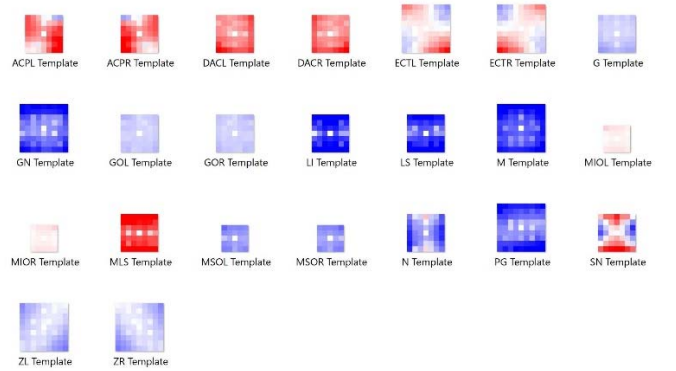 ACPL Template ACPR Template DACL Template DACR Template ECTL Template ECTR Template G Template
GN Template GOL Template GOR Template LI Template LS Template M Template MIOL Template
MIOR Template MLS Template MSOL Template MSOR Template N Template PG Template SN Template
ZL Template ZR Template